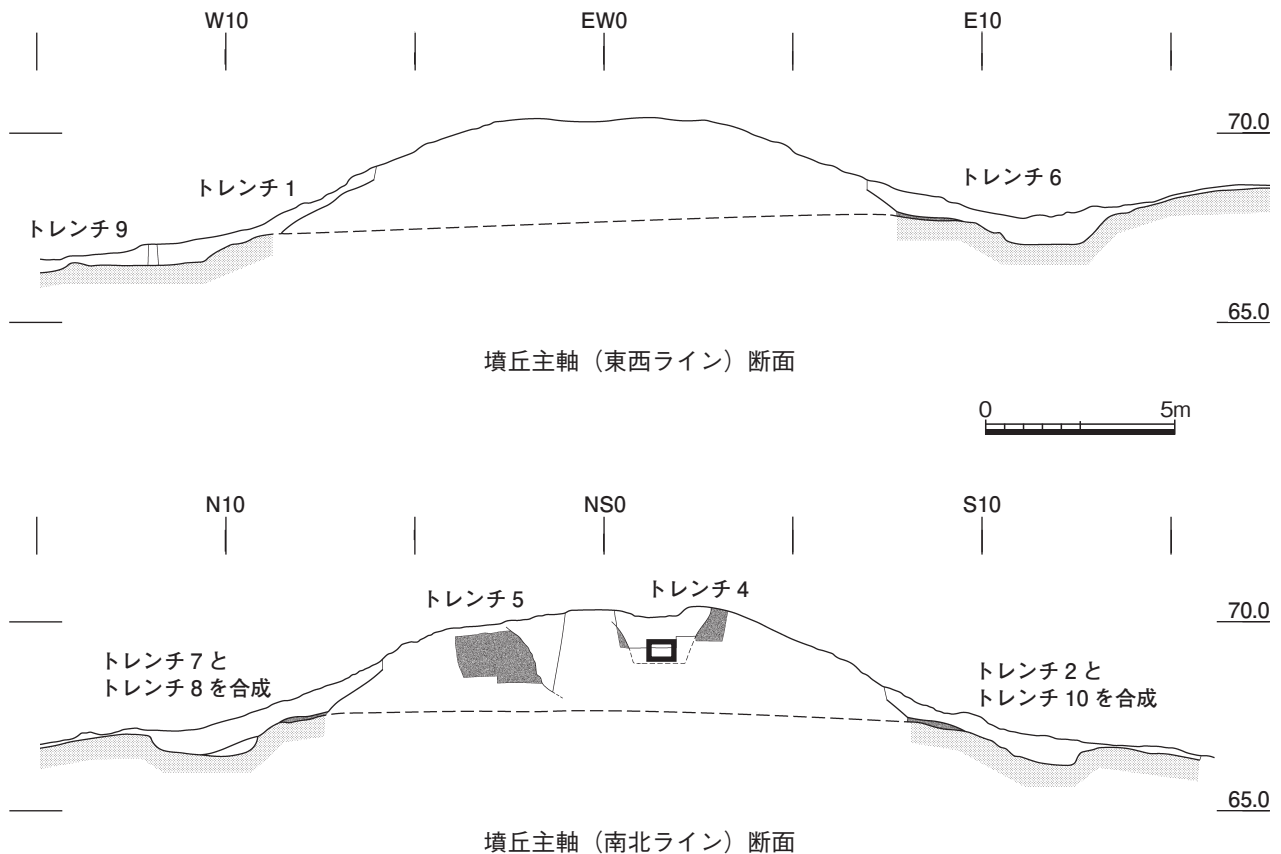 W10 EW0 E10
70.0
トレンチ 1
トレンチ 6
トレンチ 9
65.0
墳丘主軸（東西ライン）断面
0 5m
N10 NS0 S10
トレンチ 5
トレンチ 4
70.0
トレンチ 7 と
トレンチ 8 を合成
トレンチ 2 と
トレンチ 10 を合成
65.0
墳丘主軸（南北ライン）断面